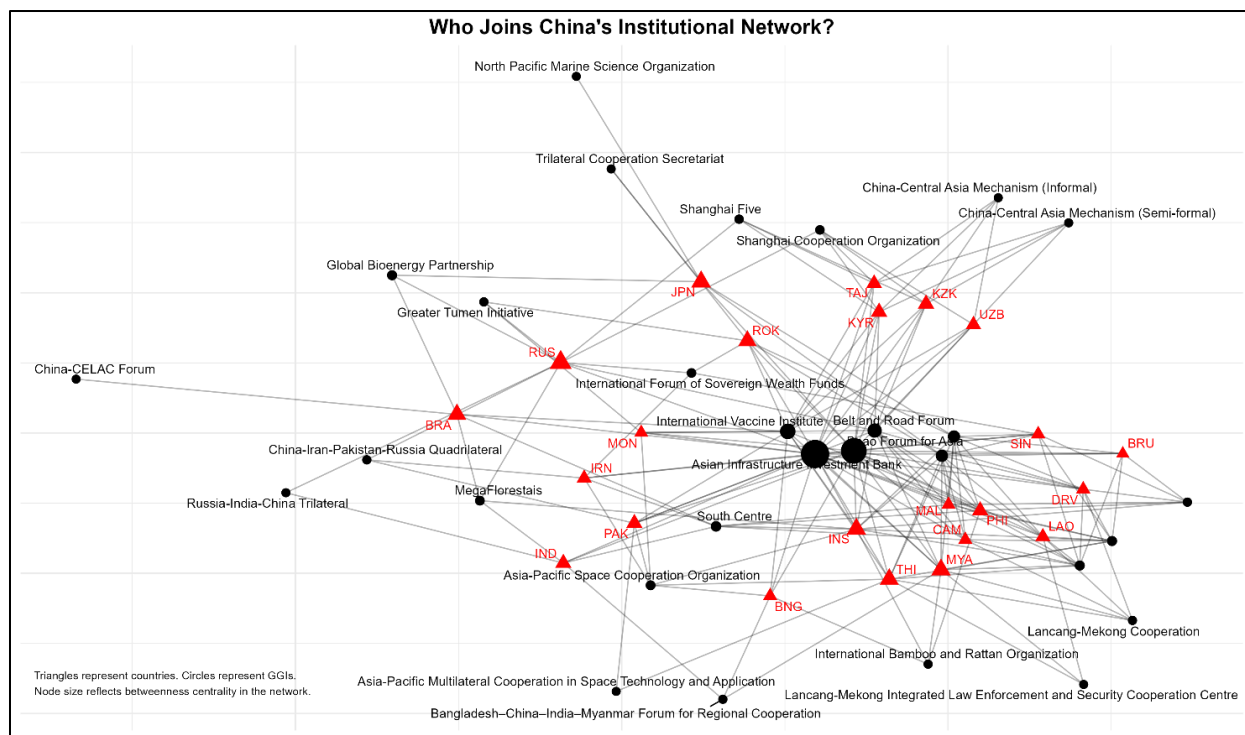 Who Joins China's Institutional Network?
North Pacific Marine Science Organization
Trilateral Cooperation Secretariat
China-Central Asia Mechanism (Informal)
Shanghai Five
China-Central Asia Mechanism (Semi-formal)
Shanghai Cooperation Organization
Global Bioenergy Partnership
JPN
TAJ
KZK
Greater Tumen Initiative
KYR
UZB
ROK
RUS
China-CELAC Forum
International Forum of Sovereign Wealth Funds
BRA
International Vaccine Institute
Belt and Road Forum
MON
Boao Forum for Asia
SIN
BRU
China-Iran-Pakistan-Russia Quadrilateral
IRN
Asian Infrastructure Investment Bank
MegaFlorestais
Russia-India-China Trilateral
DRV
MAL
PHI
South Centre
PAK
INS
CAM
LAO
IND
MYA
THI
Asia-Pacific Space Cooperation Organization
BNG
Lancang-Mekong Cooperation
International Bamboo and Rattan Organization
Triangles represent countries. Circles represent GGIs.
Node size reflects betweenness centrality in the network.
Asia-Pacific Multilateral Cooperation in Space Technology and Application
Lancang-Mekong Integrated Law Enforcement and Security Cooperation Centre
Bangladesh–China–India–Myanmar Forum for Regional Cooperation